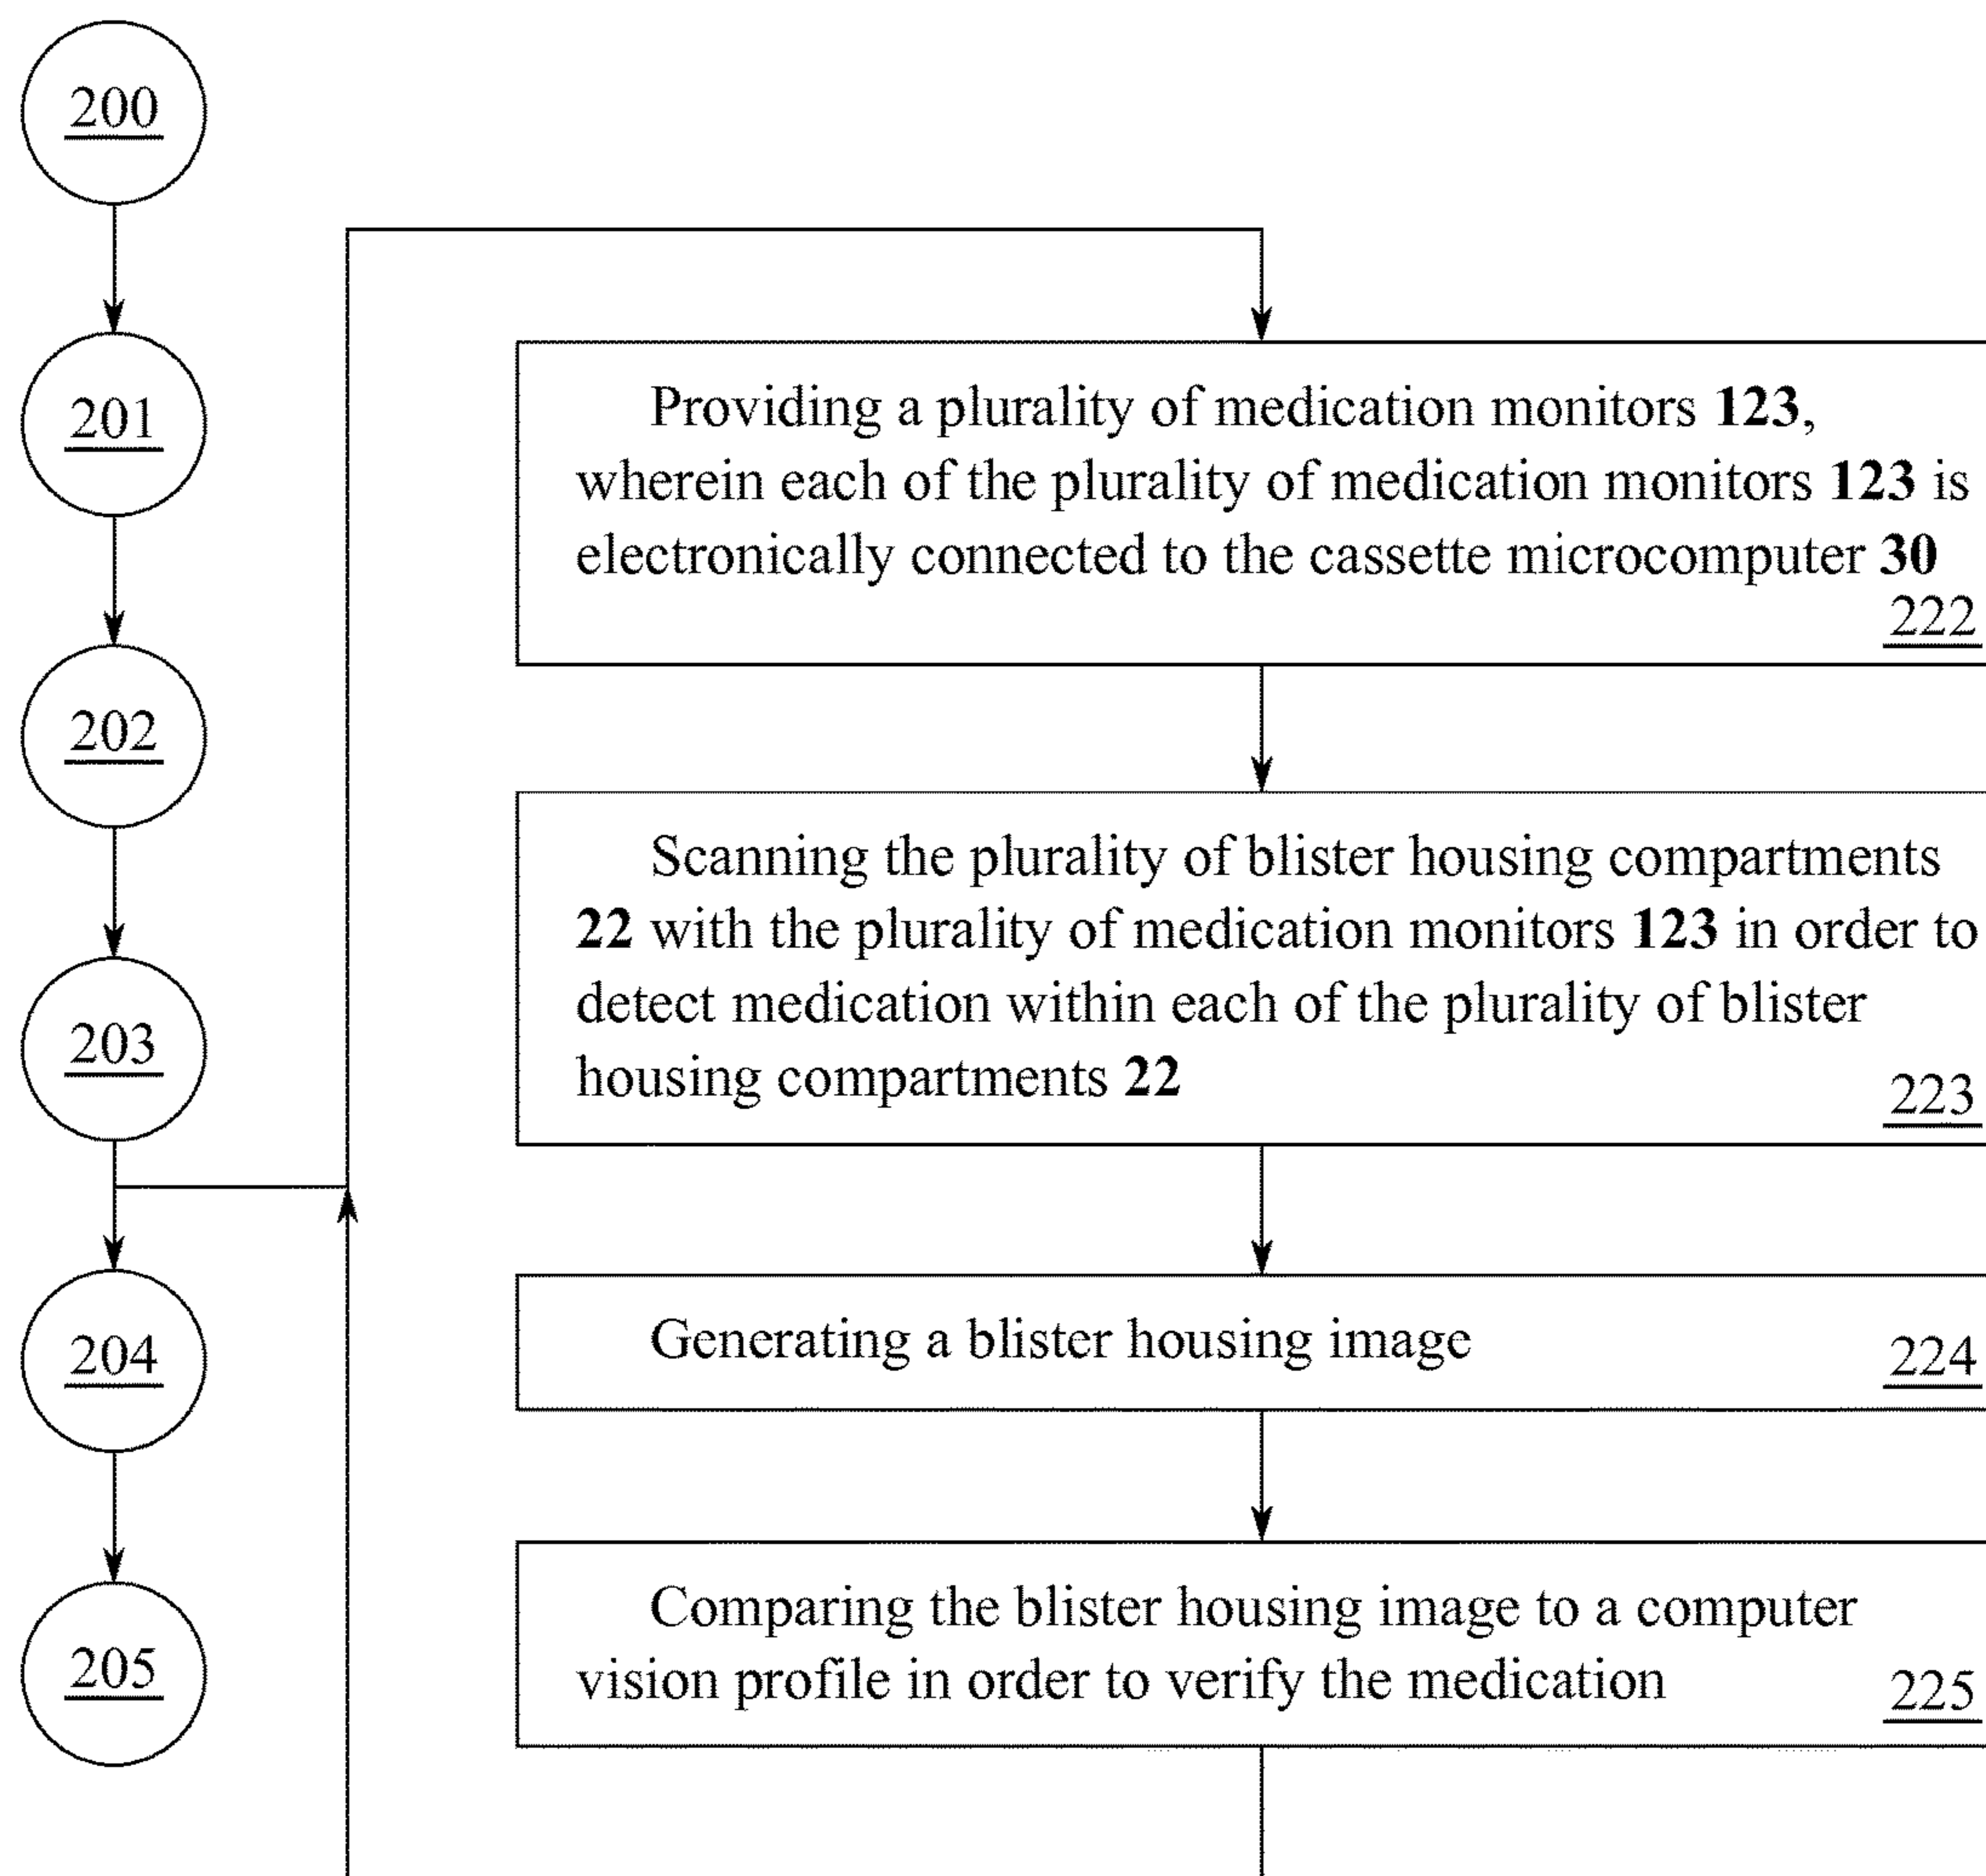 200
201
202
203
204
205
Providing a plurality of medication monitors 123,
wherein each of the plurality of medication monitors 123 is
electronically connected to the cassette microcomputer 30
222
Scanning the plurality of blister housing compartments
22 with the plurality of medication monitors 123 in order to
detect medication within each of the plurality of blister
housing compartments 22
223
Generating a blister housing image
224
Comparing the blister housing image to a computer
vision profile in order to verify the medication
225